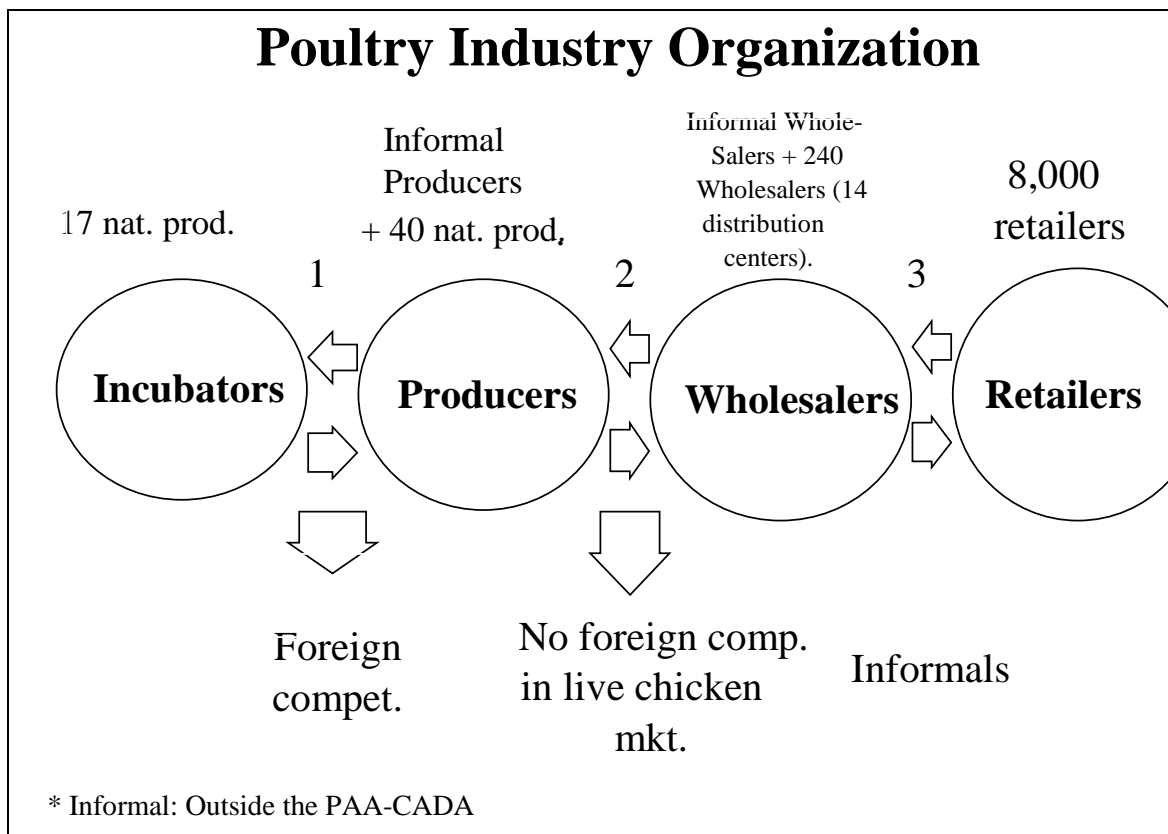 Poultry Industry Organization
17 nat. prod.
Informal
Producers
+ 40 nat. prod.
Informal Whole-
Salers + 240
Wholesalers (14
distribution
centers).
8,000
retailers
1
2
3
Incubators
Producers
Wholesalers
Retailers
Foreign
compet.
No foreign comp.
in live chicken
mkt.
Informals
* Informal: Outside the PAA-CADA